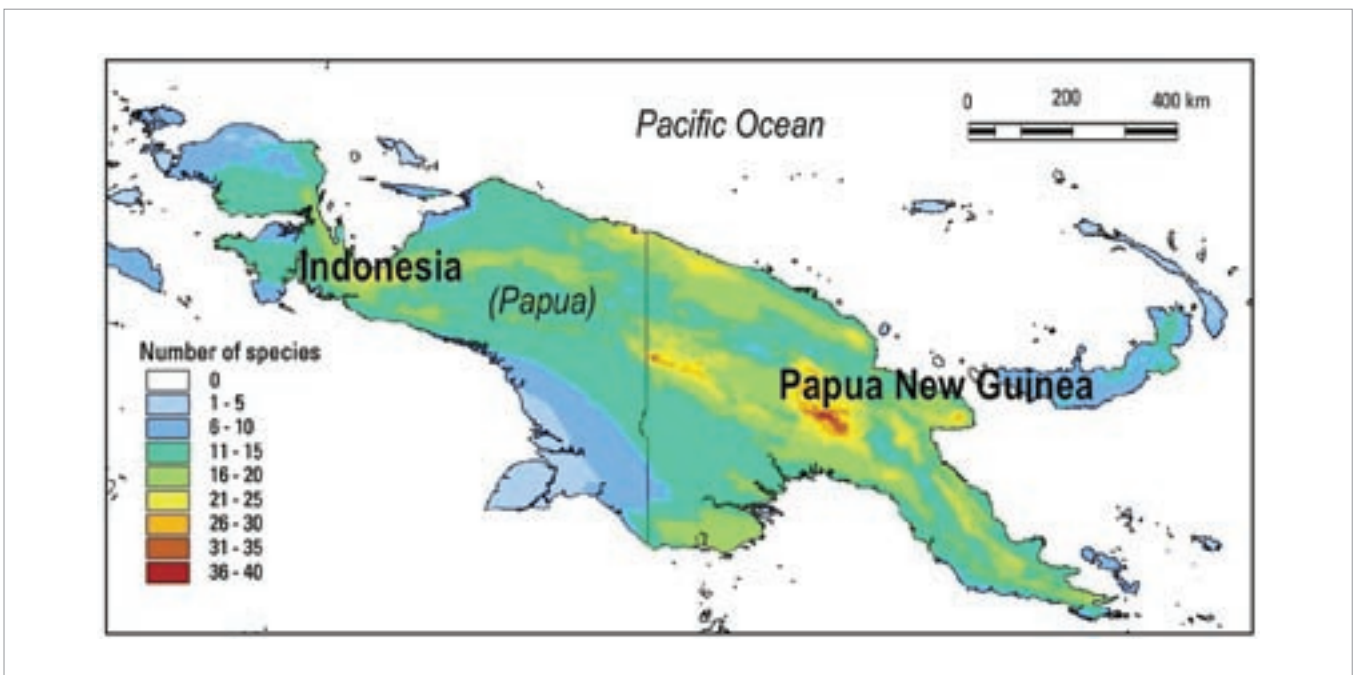 Pacific Ocean
0 200 400 km
Indonesia
(Papua)
Papua New Guinea
Number of species
0
1 - 5
6 - 10
11 - 15
16 - 20
21 - 25
26 - 30
31 - 35
36 - 40